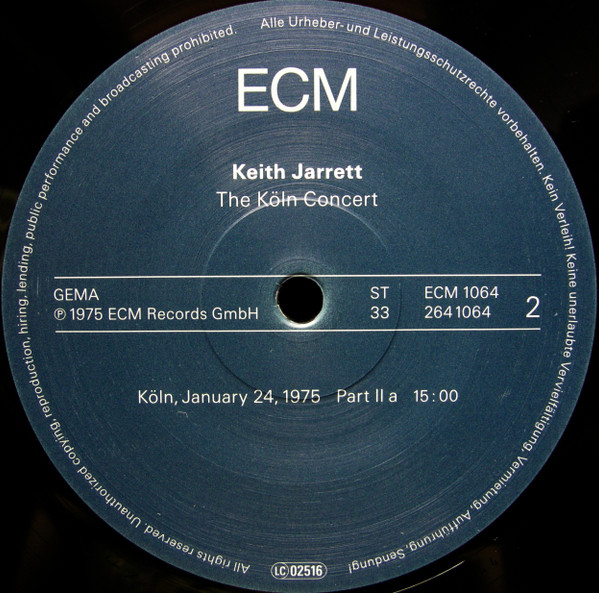 ECM
Keith Jarrett
The Köln Concert
GEMA
℗ 1975 ECM Records GmbH
ST
33
ECM 1064
264 1064
2
Köln, January 24, 1975 Part II a 15:00
Alle Urheber- und Leistungsschutzrechte vorbehalten. Kein Verleih! Keine unerlaubte Vervielfältigung, Vermietung, Aufführung, Sendung!
LC 02516
All rights reserved. Unauthorized copying, reproduction, hiring, lending, public performance and broadcasting prohibited.